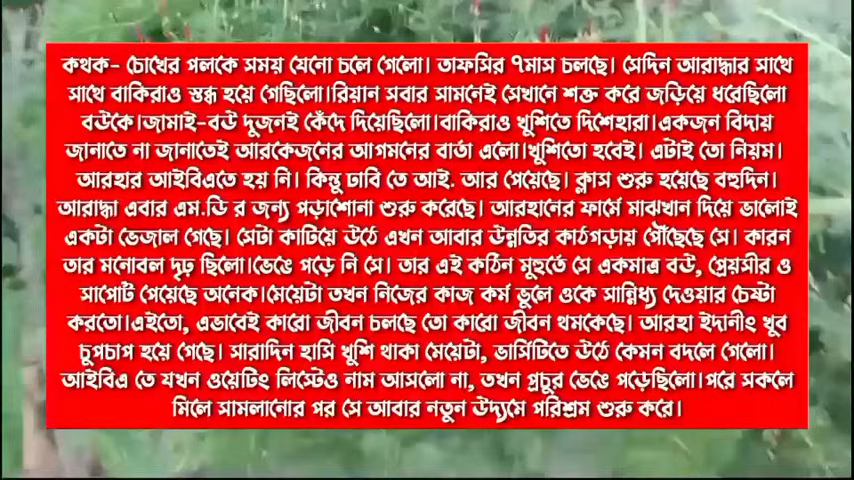 কথক- চোখের পলকে সময় যেনো চলে গেলো। তাফসির ৭মাস চলছে। সেদিন আরাদ্ধার সাথে
সাথে বাকিরাও স্তব্ধ হয়ে গেছিলো।রিয়ান সবার সামনেই সেখানে শক্ত করে জড়িয়ে ধরেছিলো
বউকে।জামাই-বউ দুজনই কেঁদে দিয়েছিলো।বাকিরাও খুশিতে দিশেহারা।একজন বিদায়
জানাতে না জানাতেই আরকেজনের আগমনের বার্তা এলো।খুশিতো হবেই। এটাই তো নিয়ম।
আরহার আইবিএতে হয় নি। কিন্তু ঢাবি তে আই. আর পেয়েছে। ক্লাস শুরু হয়েছে বহুদিন।
আরাদ্ধা এবার এম.ডি র জন্য পড়াশোনা শুরু করেছে। আরহানের ফার্মে মাঝখান দিয়ে ভালোই
একটা ভেজাল গেছে। সেটা কাটিয়ে উঠে এখন আবার উন্নতির কাঠগড়ায় পৌঁছেছে সে। কারন
তার মনোবল দৃঢ় ছিলো।ভেঙে পড়ে নি সে। তার এই কঠিন মূহুর্তে সে একমাত্র বউ, প্রেয়সীর ও
সাপোর্ট পেয়েছে অনেক।মেয়েটা তখন নিজের কাজ কর্ম ভুলে ওকে সান্নিধ্য দেওয়ার চেষ্টা
করতো।এইতো, এভাবেই কারো জীবন চলছে তো কারো জীবন থমকেছে। আরহা ইদানীং খুব
চুপচাপ হয়ে গেছে। সারাদিন হাসি খুশি থাকা মেয়েটা, ভার্সিটিতে উঠে কেমন বদলে গেলো।
আইবিএ তে যখন ওয়েটিং লিস্টেও নাম আসলো না, তখন প্রচুর ভেঙে পড়েছিলো।পরে সকলে
মিলে সামলানোর পর সে আবার নতুন উদ্যমে পরিশ্রম শুরু করে।